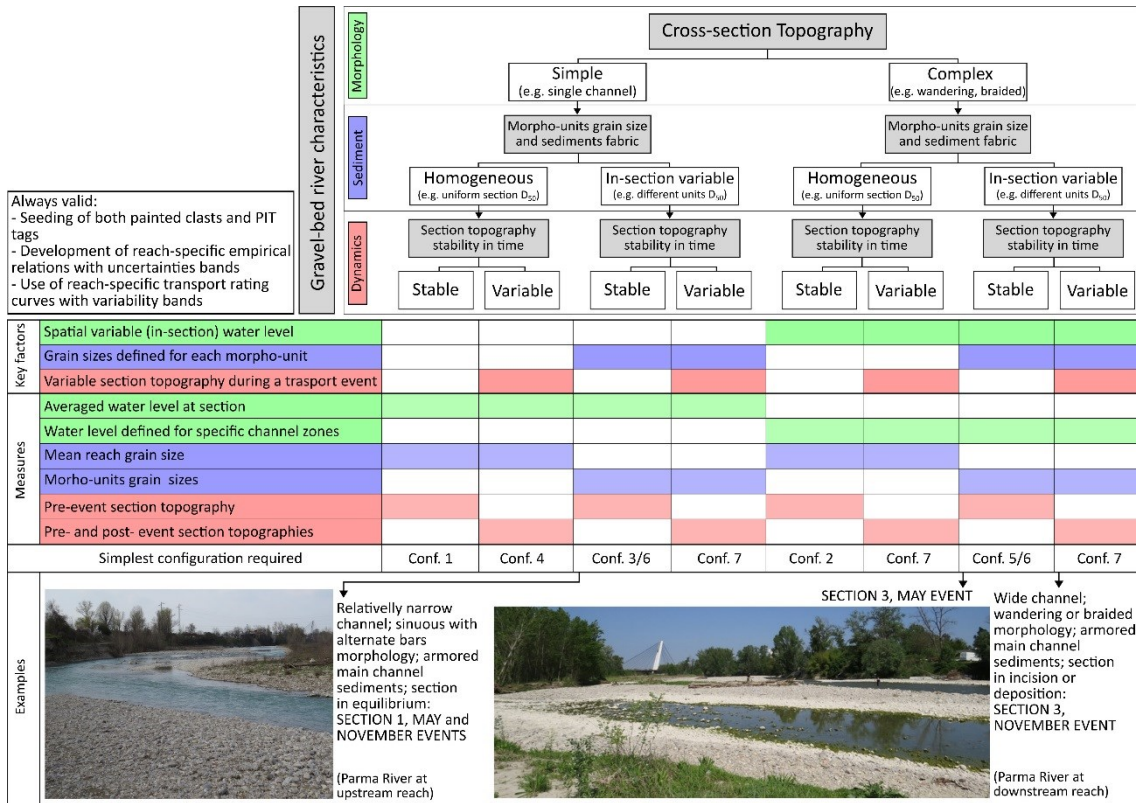 Gravel-bed river characteristics
Morphology
Cross-section Topography
Simple
(e.g. single channel)
Complex
(e.g. wandering, braided)
Sediment
Morpho-units grain size
and sediments fabric
Morpho-units grain size
and sediment fabric
Homogeneous
(e.g. uniform section D50)
In-section variable
(e.g. different units D50)
Homogeneous
(e.g. uniform section D50)
In-section variable
(e.g. different units D50)
Dynamics
Section topography
stability in time
Section topography
stability in time
Section topography
stability in time
Section topography
stability in time
Stable
Variable
Stable
Variable
Stable
Variable
Stable
Variable
Always valid:
- Seeding of both painted clasts and PIT
tags
- Development of reach-specific empirical
relations with uncertainties bands
- Use of reach-specific transport rating
curves with variability bands
Key factors
Spatial variable (in-section) water level
Grain sizes defined for each morpho-unit
Variable section topography during a trasport event
Measures
Averaged water level at section
Water level defined for specific channel zones
Mean reach grain size
Morho-units grain sizes
Pre-event section topography
Pre- and post- event section topographies
Simplest configuration required
Conf. 1
Conf. 4
Conf. 3/6
Conf. 7
Conf. 2
Conf. 7
Conf. 5/6
Conf. 7
Examples
Relativelly narrow
channel; sinuous with
alternate bars
morphology; armored
main channel
sediments; section
in equilibrium:
SECTION 1, MAY and
NOVEMBER EVENTS
(Parma River at
upstream reach)
SECTION 3, MAY EVENT
Wide channel;
wandering or braided
morphology; armored
main channel
sediments; section
in incision or
deposition:
SECTION 3,
NOVEMBER EVENT
(Parma River at
downstream reach)